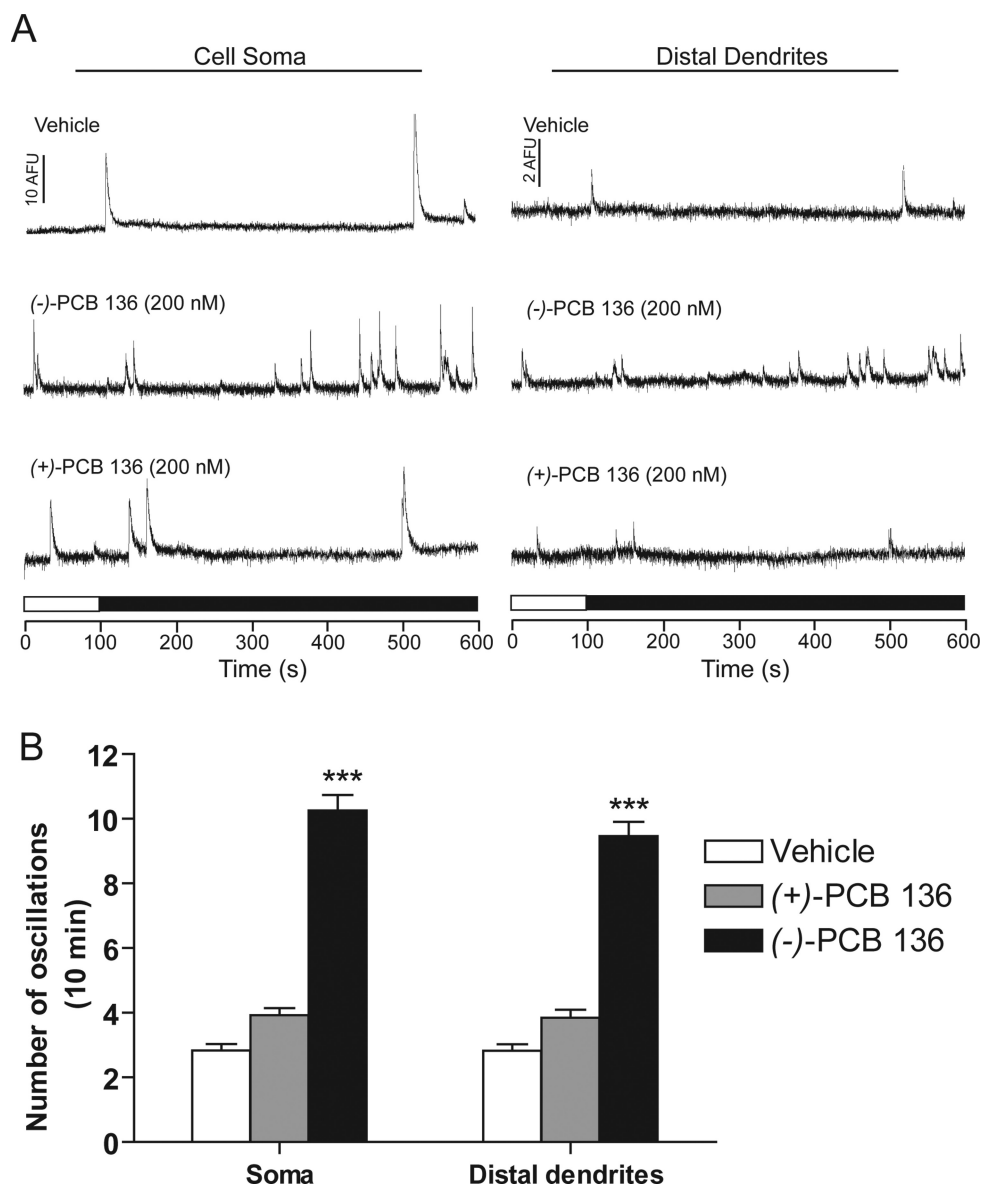 A
Cell Soma
Distal Dendrites
Vehicle
10 AFU
Vehicle
2 AFU
(-)-PCB 136 (200 nM)
(-)-PCB 136 (200 nM)
(+)-PCB 136 (200 nM)
(+)-PCB 136 (200 nM)
0 100 200 300 400 500 600
Time (s)
0 100 200 300 400 500 600
Time (s)
B
Number of oscillations
(10 min)
12
10
8
6
4
2
0
***
***
Soma
Distal dendrites
Vehicle
(+)-PCB 136
(-)-PCB 136